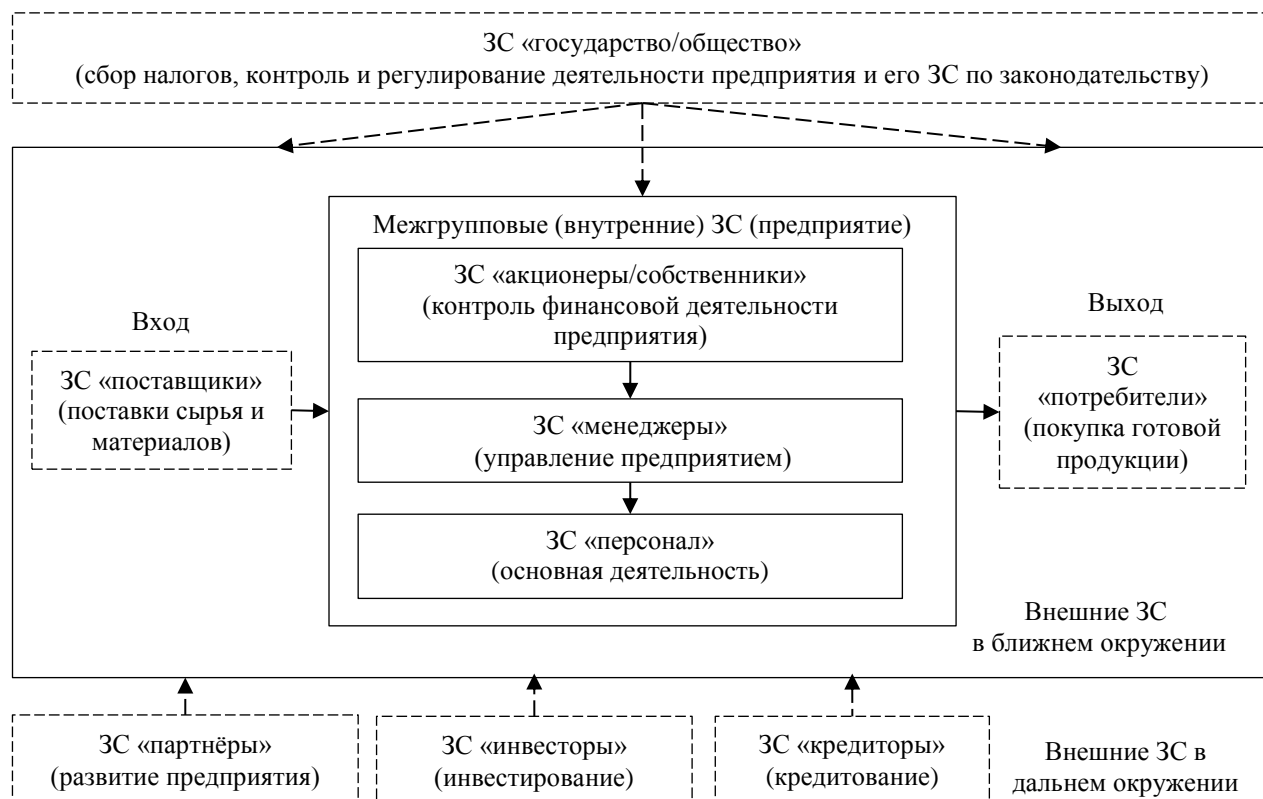 ЗС «государство/общество»
(сбор налогов, контроль и регулирование деятельности предприятия и его ЗС по законодательству)
Межгрупповые (внутренние) ЗС (предприятие)
ЗС «акционеры/собственники»
(контроль финансовой деятельности
предприятия)
Вход
ЗС «поставщики»
(поставки сырья и
материалов)
ЗС «менеджеры»
(управление предприятием)
ЗС «персонал»
(основная деятельность)
Выход
ЗС
«потребители»
(покупка готовой
продукции)
Внешние ЗС
в ближнем окружении
ЗС «партнёры»
(развитие предприятия)
ЗС «инвесторы»
(инвестирование)
ЗС «кредиторы»
(кредитование)
Внешние ЗС в
дальнем окружении